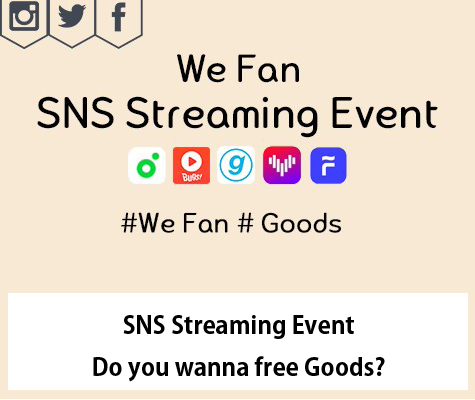 We Fan
SNS Streaming Event
BUGS!
#We Fan # Goods
SNS Streaming Event
Do you wanna free Goods?